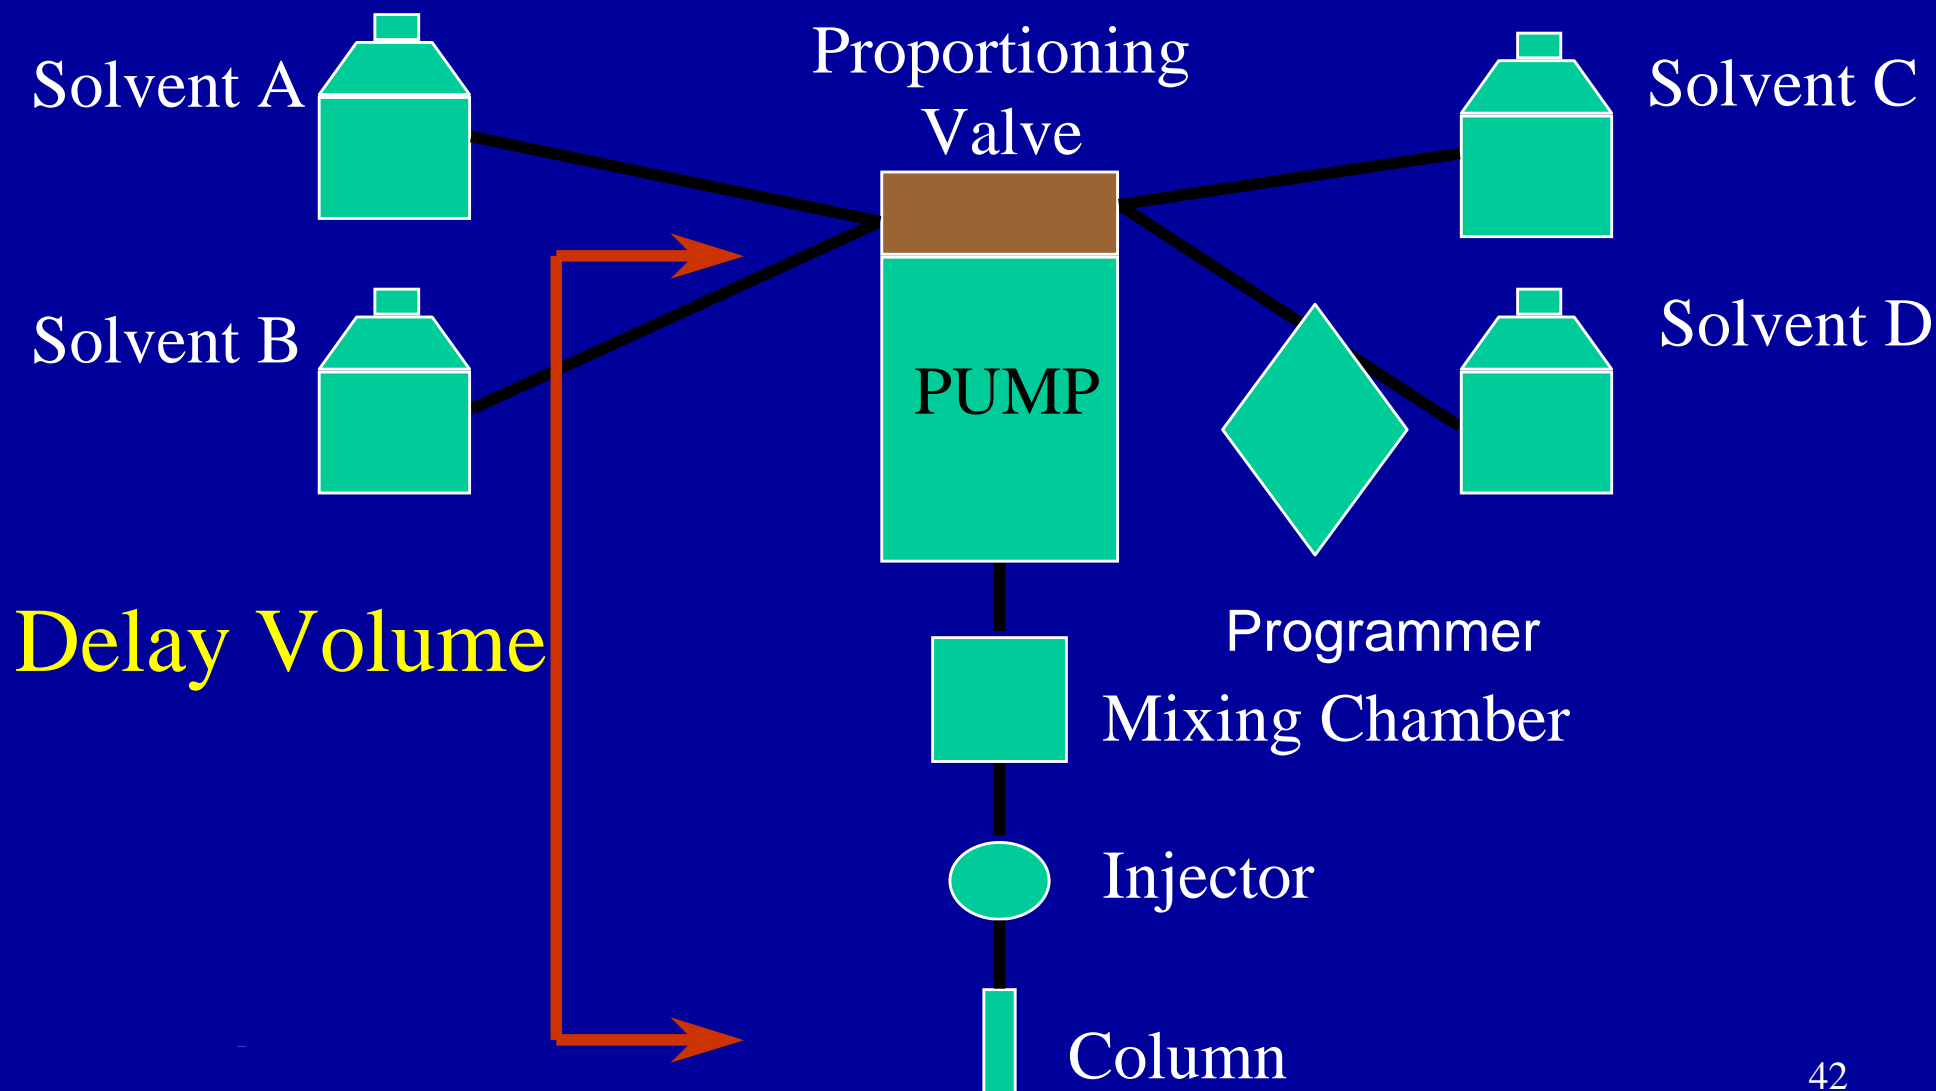 Solvent A
Proportioning
Valve
Solvent C
Solvent B
PUMP
Solvent D
Delay Volume
Programmer
Mixing Chamber
Injector
Column
42